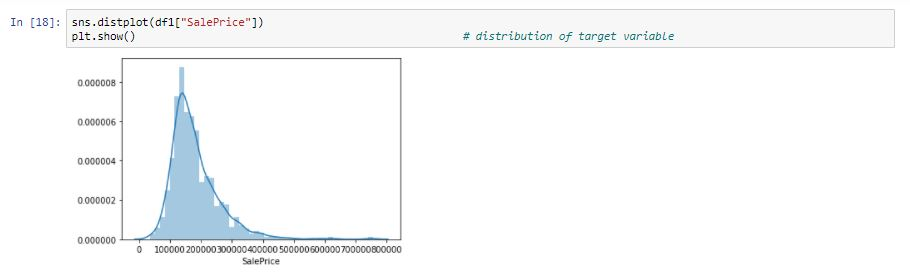 In [18]: sns.distplot(df1["SalePrice"])
plt.show() # distribution of target variable
0.000008
0.000006
0.000004
0.000002
0.000000
0 100000 200000 300000 400000 500000 600000 700000 800000
SalePrice